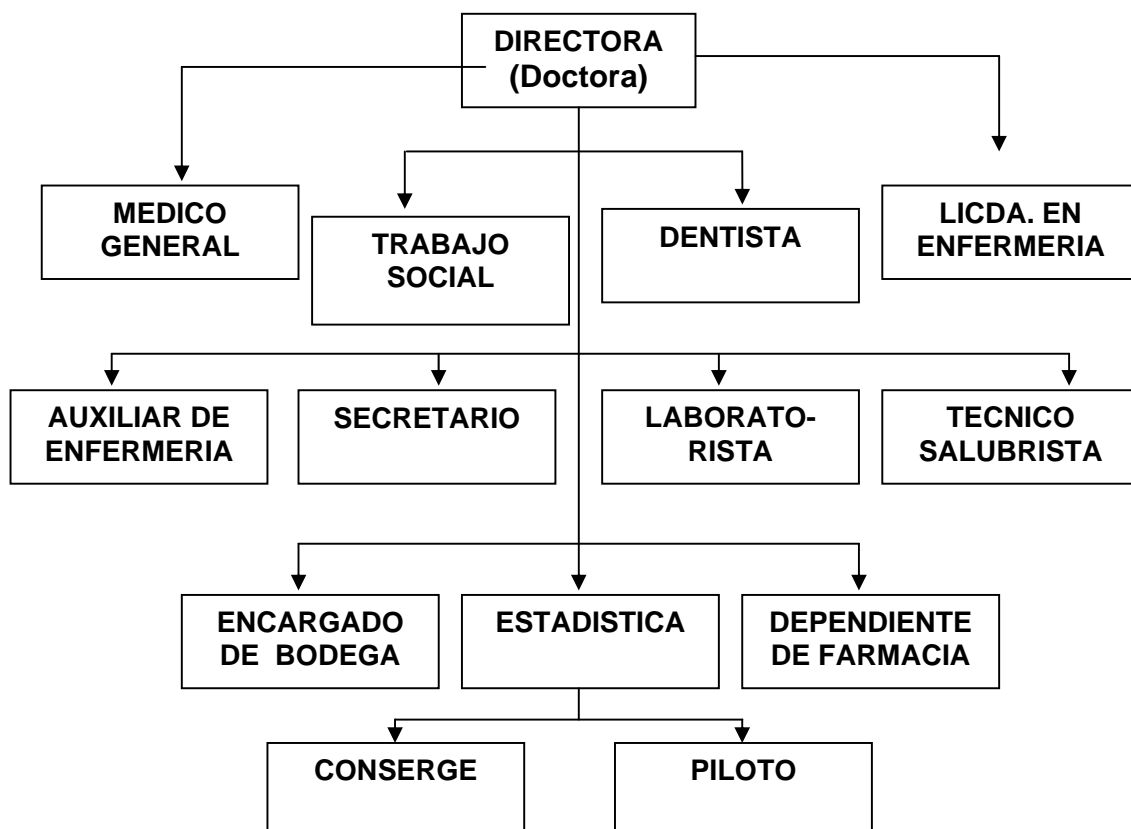 DIRECTORA
(Doctora)
MEDICO
GENERAL
TRABAJO
SOCIAL
DENTISTA
LICDA. EN
ENFERMERIA
AUXILIAR DE
ENFERMERIA
SECRETARIO
LABORATO-
RISTA
TECNICO
SALUBRISTA
ENCARGADO
DE BODEGA
ESTADISTICA
DEPENDIENTE
DE FARMACIA
CONSERGE
PILOTO